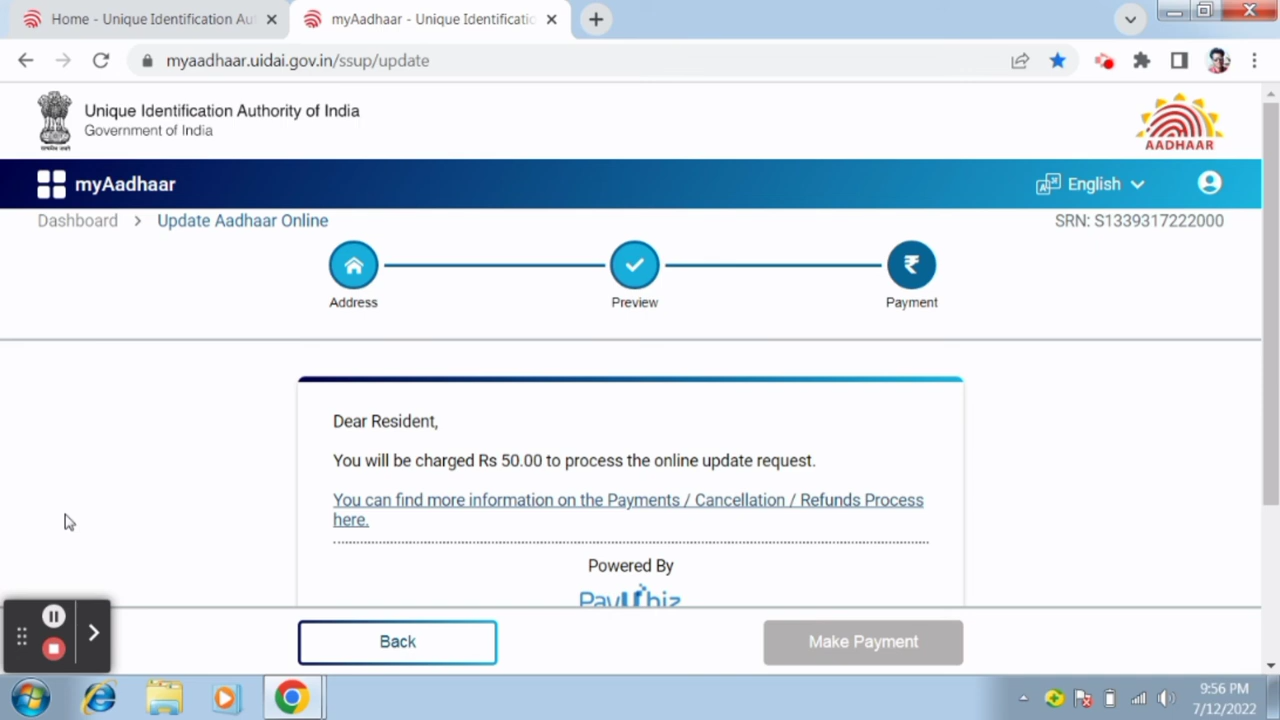 Home - Unique Identification Au
myAadhaar - Unique Identificatic
myaadhaar.uidai.gov.in/ssup/update
Unique Identification Authority of India
Government of India
AADHAAR
myAadhaar
English
Dashboard > Update Aadhaar Online
SRN: S1339317222000
Address
Preview
₹
Payment
Dear Resident,
You will be charged Rs 50.00 to process the online update request.
You can find more information on the Payments / Cancellation / Refunds Process
here.
Powered By
PayUbiz
Back
Make Payment
9:56 PM
7/12/2022